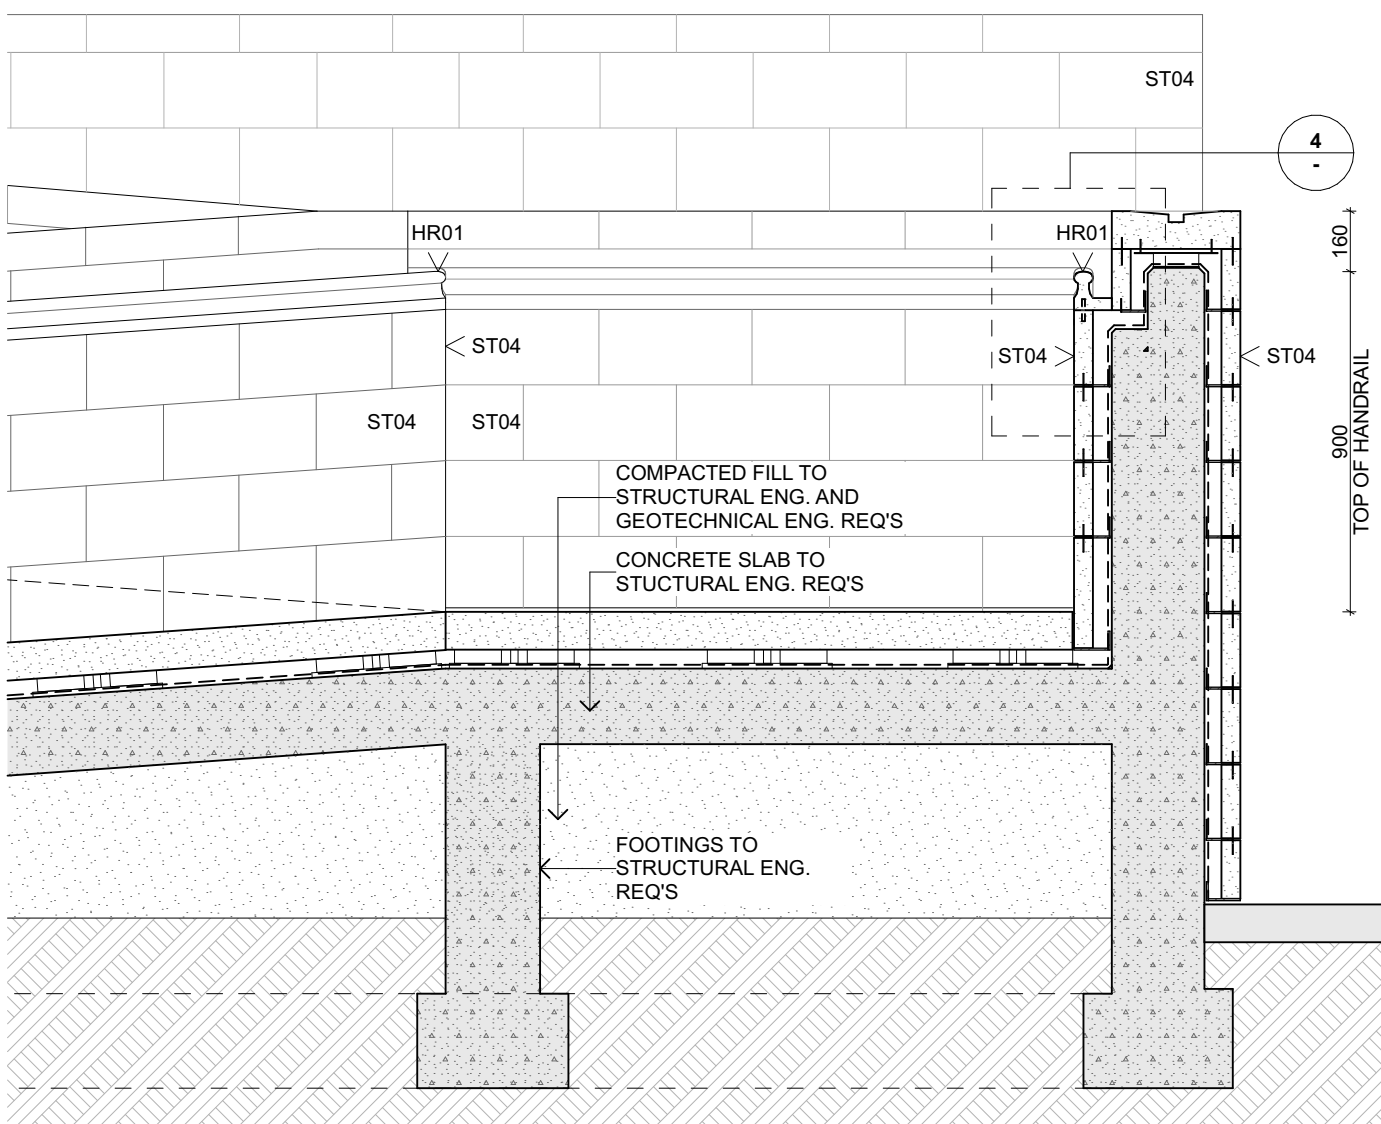 ST04
4
-
HR01
HR01
160
ST04
ST04
ST04
ST04
ST04
900
TOP OF HANDRAIL
COMPACTED FILL TO
STRUCTURAL ENG. AND
GEOTECHNICAL ENG. REQ'S
CONCRETE SLAB TO
STUCTURAL ENG. REQ'S
FOOTINGS TO
STRUCTURAL ENG.
REQ'S